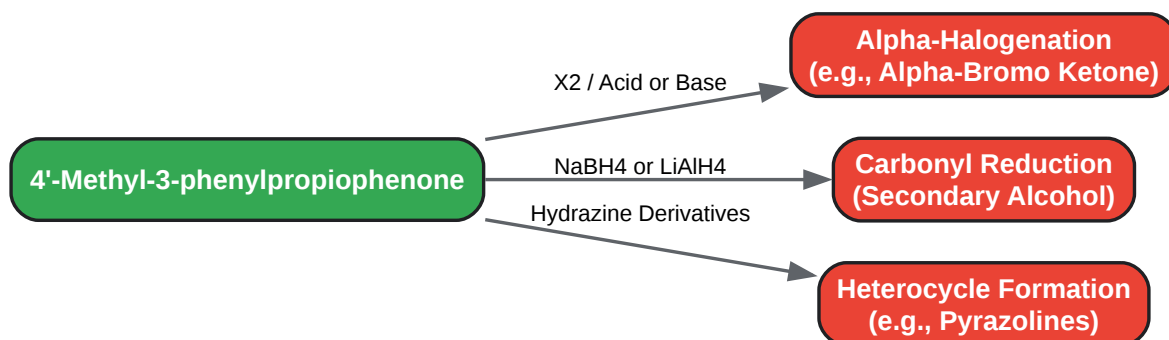 Alpha-Halogenation
(e.g., Alpha-Bromo Ketone)
X2 / Acid or Base
4'-Methyl-3-phenylpropiophenone
NaBH4 or LiAlH4
Carbonyl Reduction
(Secondary Alcohol)
Hydrazine Derivatives
Heterocycle Formation
(e.g., Pyrazolines)